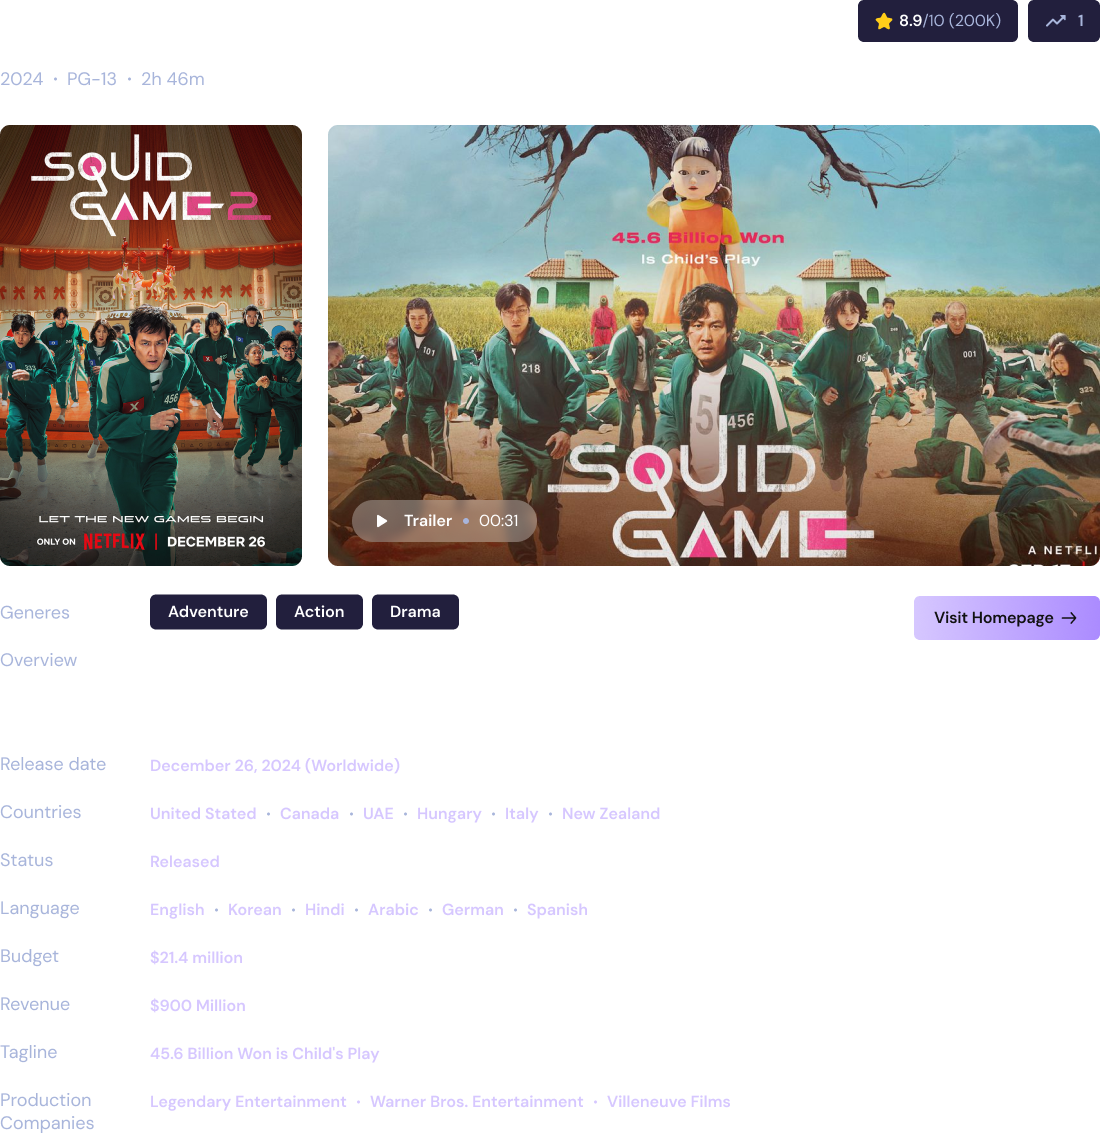 8.9/10 (200K)
1
2024 • PG-13 • 2h 46m
SQUID
GAME 2
333
456
LET THE NEW GAMES BEGIN
ONLY ON NETFLIX | DECEMBER 26
45.6 Billion Won
Is Child's Play
101
218
001
322
456
SQUID
GAME
Trailer • 00:31
A NETFLI
Generes
Adventure
Action
Drama
Visit Homepage →
Overview
Release date
December 26, 2024 (Worldwide)
Countries
United Stated • Canada • UAE • Hungary • Italy • New Zealand
Status
Released
Language
English • Korean • Hindi • Arabic • German • Spanish
Budget
$21.4 million
Revenue
$900 Million
Tagline
45.6 Billion Won is Child's Play
Production
Companies
Legendary Entertainment • Warner Bros. Entertainment • Villeneuve Films